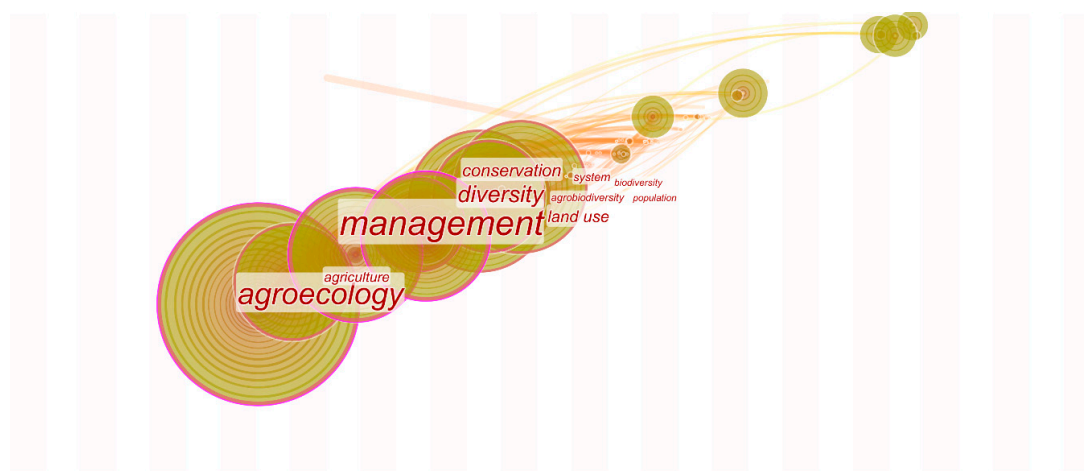 conservation
system
biodiversity
diversity
agrobiodiversity
population
management
land use
agriculture
agroecology